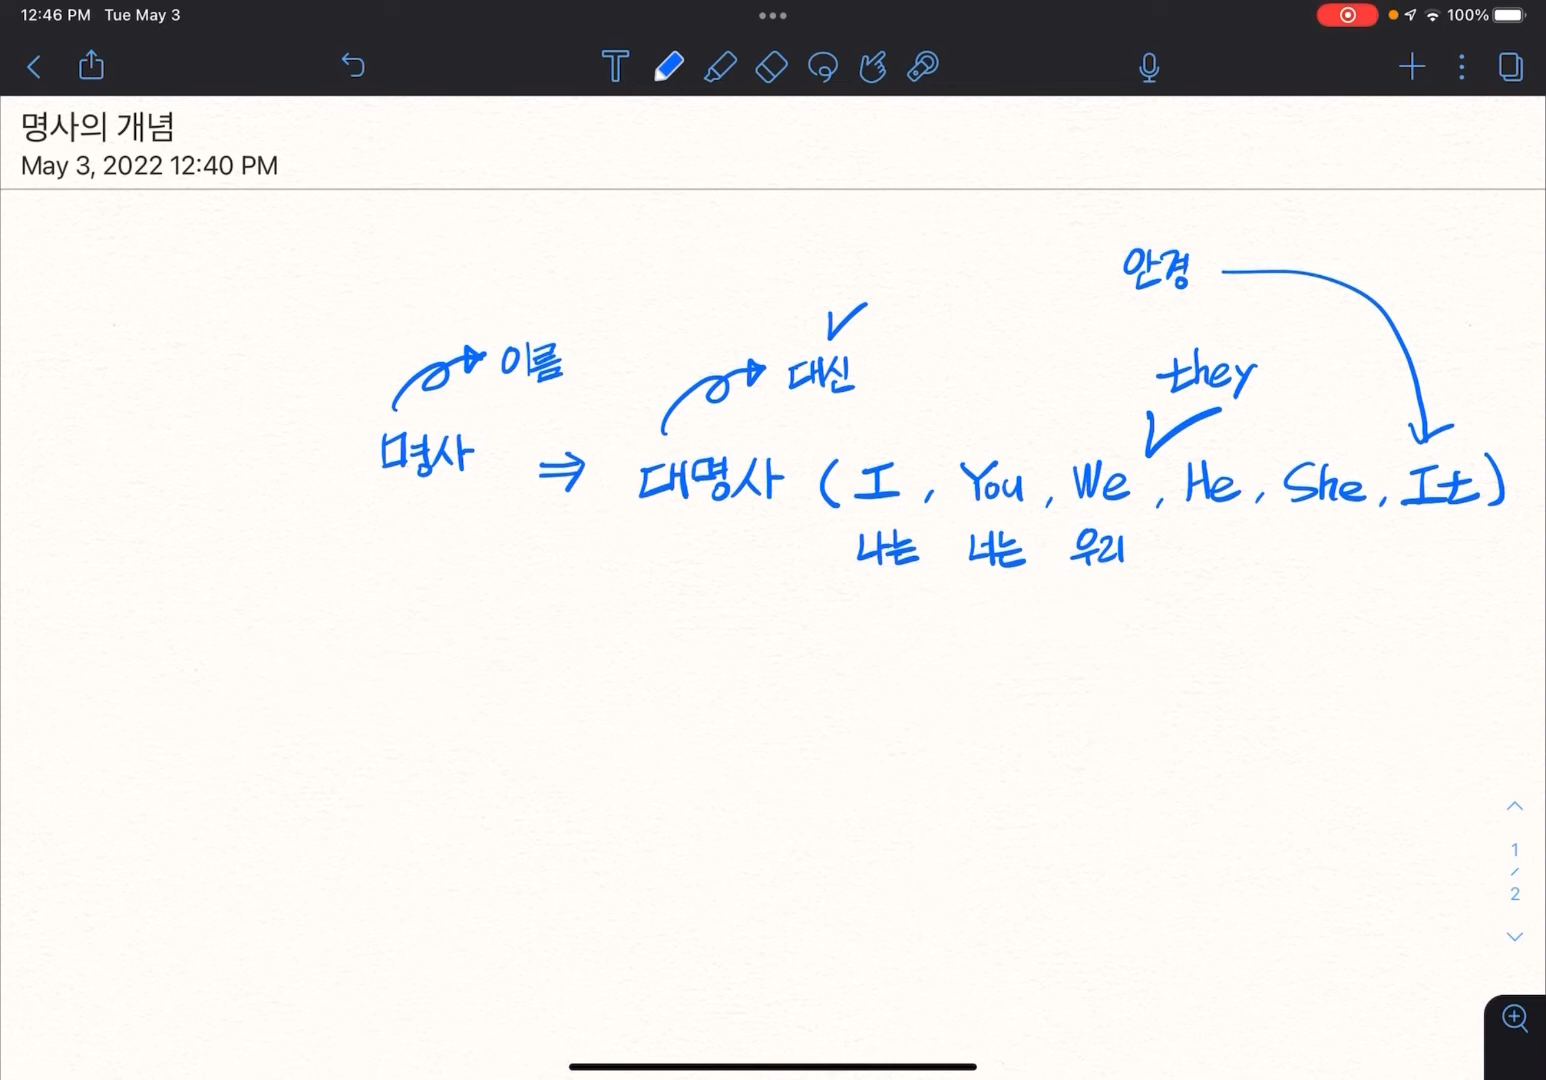 12:46 PM Tue May 3
100%
명사의 개념
May 3, 2022 12:40 PM
안경
이름
대신
they
명사 ⇒ 대명사 ( I , You , We , He , She , It )
나는 너는 우리
1
/
2